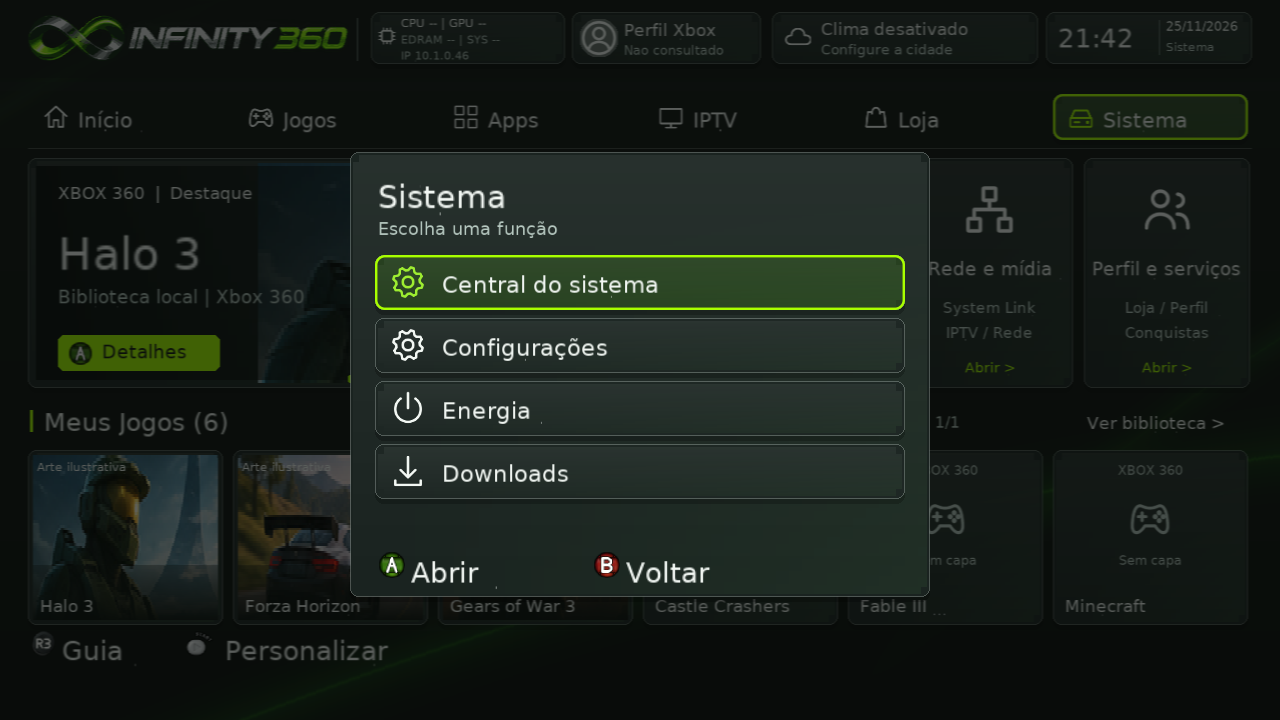 INFINITY 360
CPU -- | GPU --
EDRAM -- | SYS --
IP 10.1.0.46
Perfil Xbox
Nao consultado
Clima desativado
Configure a cidade
21:42
25/11/2026
Sistema
Início
Jogos
Apps
IPTV
Loja
Sistema
XBOX 360 | Destaque
Halo 3
Biblioteca local | Xbox 360
A Detalhes
Sistema
Escolha uma função
Central do sistema
Configurações
Energia
Downloads
A Abrir
B Voltar
Rede e mídia
System Link
IPTV / Rede
Abrir >
Perfil e serviços
Loja / Perfil
Conquistas
Abrir >
Meus Jogos (6)
1/1
Ver biblioteca >
Arte ilustrativa
Halo 3
Arte ilustrativa
Forza Horizon
Gears of War 3
Castle Crashers
OX 360
m capa
Fable III ...
XBOX 360
Sem capa
Minecraft
R3 Guia
Personalizar